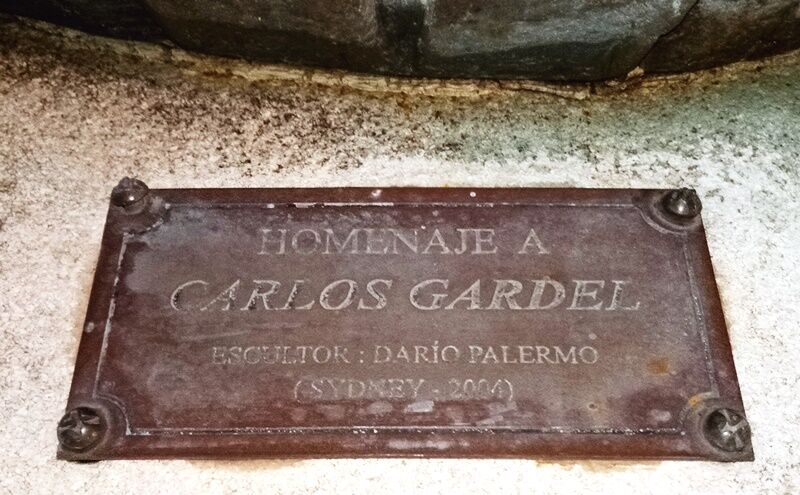 HOMENAJE A
CARLOS GARDEL
ESCULTOR : DARÍO PALERMO
(SYDNEY - 2004)